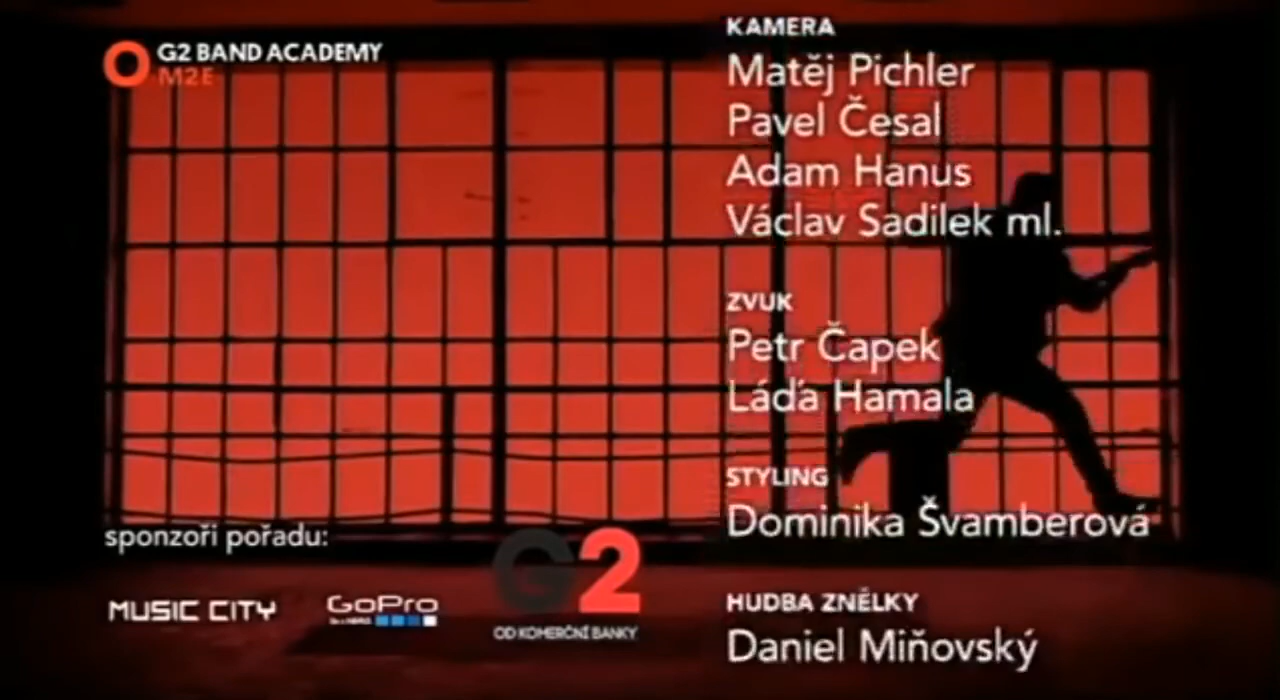 G2 BAND ACADEMY
M2E
KAMERA
Matěj Pichler
Pavel Česal
Adam Hanus
Václav Sadilek ml.
ZVUK
Petr Čapek
Láďa Hamala
STYLING
Dominika Švamberová
HUDBA ZNĚLKY
Daniel Miňovský
sponzoři pořadu:
MUSIC CITY
GoPro
G2
OD KOMERČNÍ BANKY